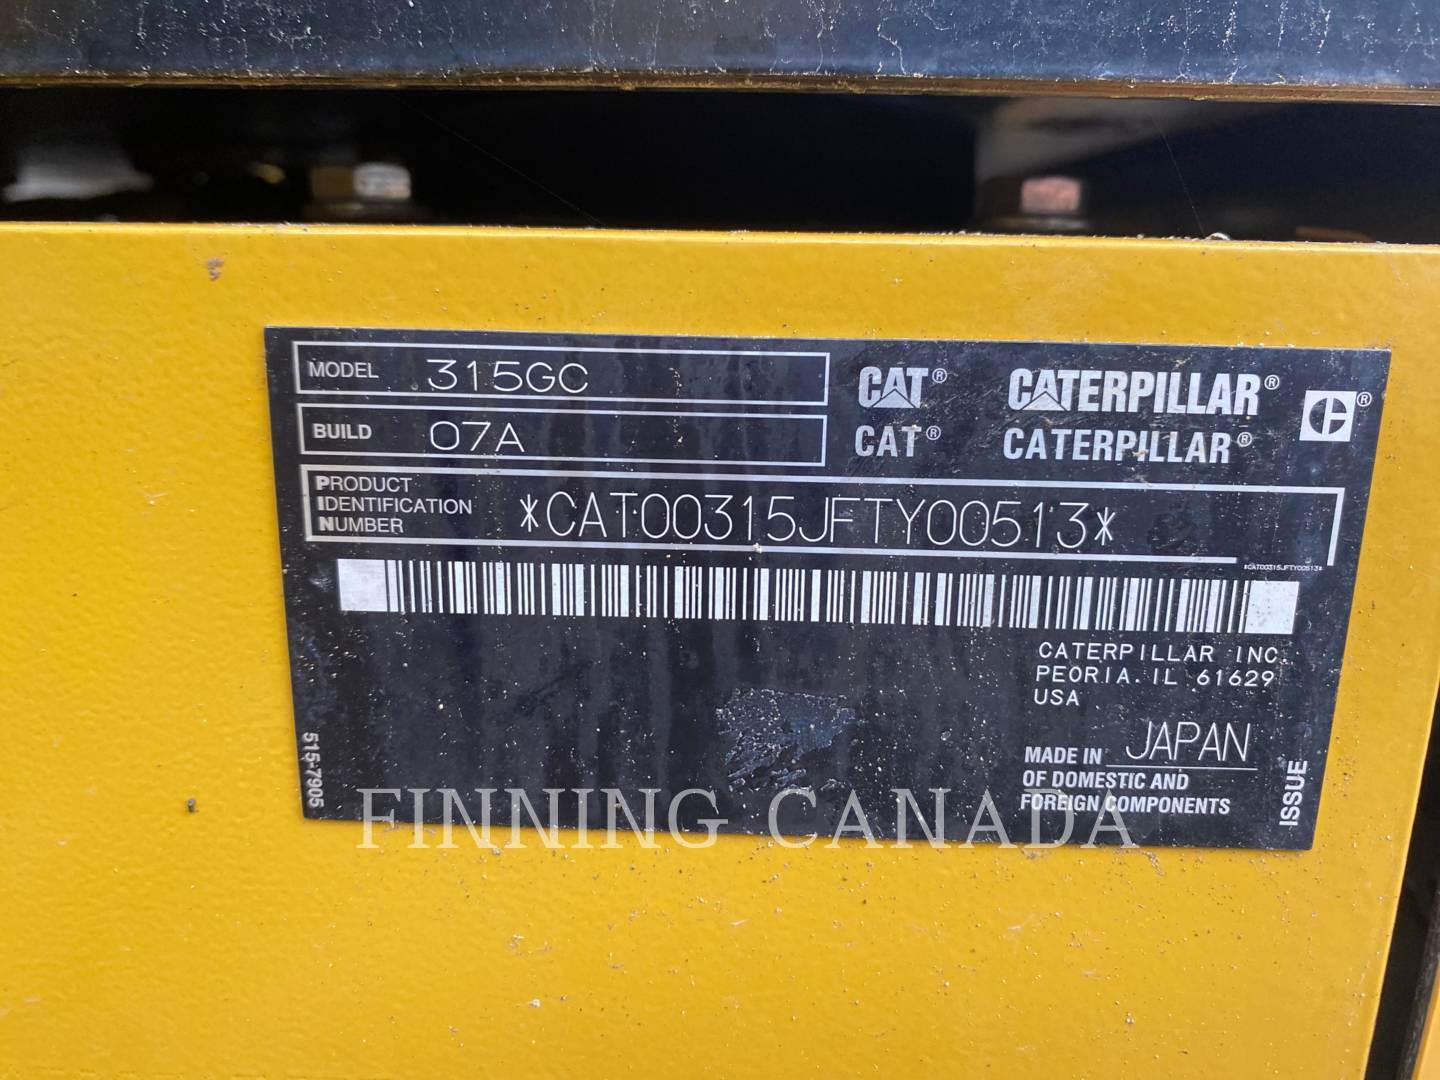 MODEL 315GC
BUILD 07A
CAT® CATERPILLAR® ®
CAT® CATERPILLAR®
PRODUCT
IDENTIFICATION
NUMBER
*CAT00315JFTY00513*
*CAT00315JFTY00513*
CATERPILLAR INC.
PEORIA. IL 61629
USA
MADE IN JAPAN
OF DOMESTIC AND
FOREIGN COMPONENTS
ISSUE
515-7905
FINNING CANADA